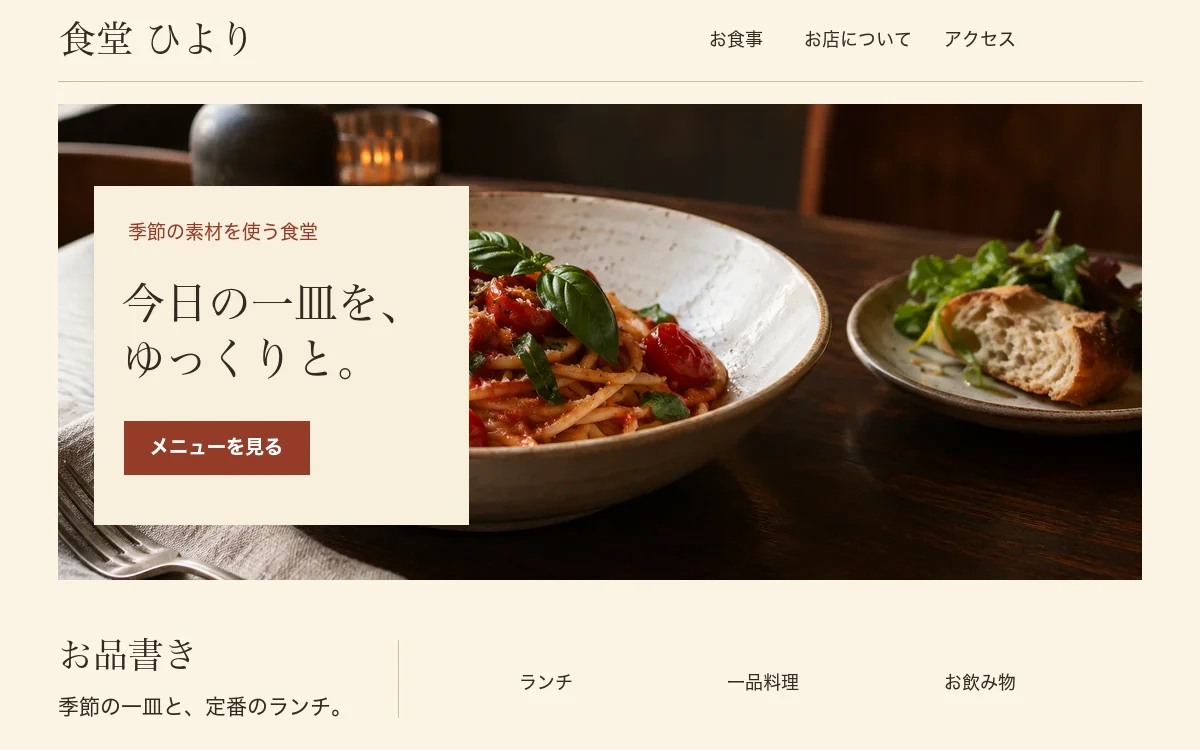 食堂 ひより
お食事 お店について アクセス
季節の素材を使う食堂
今日の一皿を、
ゆっくりと。
メニューを見る
お品書き
季節の一皿と、定番のランチ。
ランチ 一品料理 お飲み物